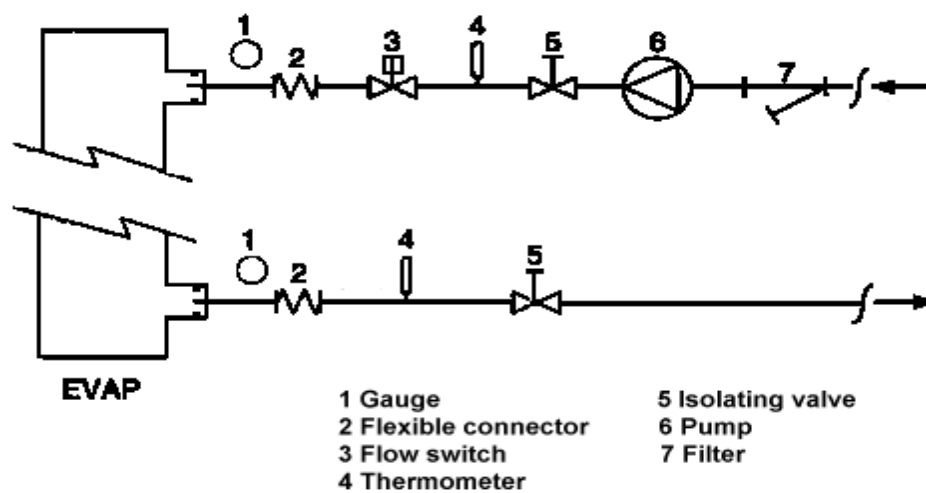 1
2
3
4
5
6
7
1
2
4
5
EVAP
1 Gauge
2 Flexible connector
3 Flow switch
4 Thermometer
5 Isolating valve
6 Pump
7 Filter